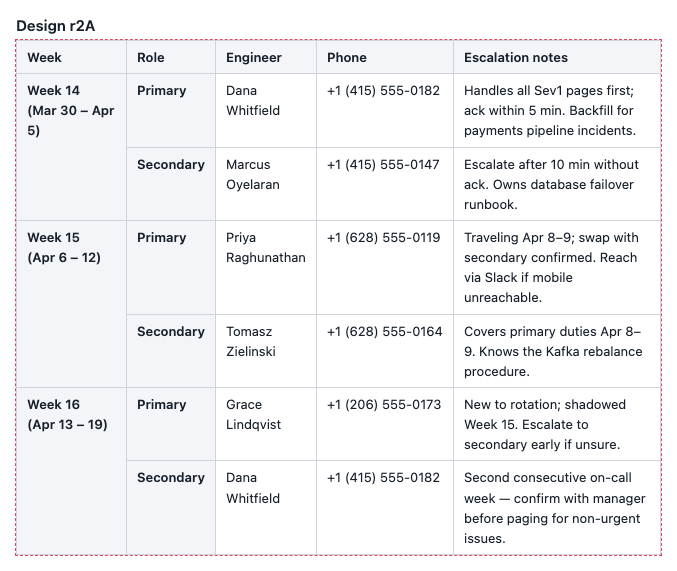 Design r2A
Week
Role
Engineer
Phone
Escalation notes
Week 14
(Mar 30 – Apr
5)
Primary
Dana
Whitfield
+1 (415) 555-0182
Handles all Sev1 pages first;
ack within 5 min. Backfill for
payments pipeline incidents.
Secondary
Marcus
Oyelaran
+1 (415) 555-0147
Escalate after 10 min without
ack. Owns database failover
runbook.
Week 15
(Apr 6 – 12)
Primary
Priya
Raghunathan
+1 (628) 555-0119
Traveling Apr 8–9; swap with
secondary confirmed. Reach
via Slack if mobile
unreachable.
Secondary
Tomasz
Zielinski
+1 (628) 555-0164
Covers primary duties Apr 8–
9. Knows the Kafka rebalance
procedure.
Week 16
(Apr 13 – 19)
Primary
Grace
Lindqvist
+1 (206) 555-0173
New to rotation; shadowed
Week 15. Escalate to
secondary early if unsure.
Secondary
Dana
Whitfield
+1 (415) 555-0182
Second consecutive on-call
week — confirm with manager
before paging for non-urgent
issues.